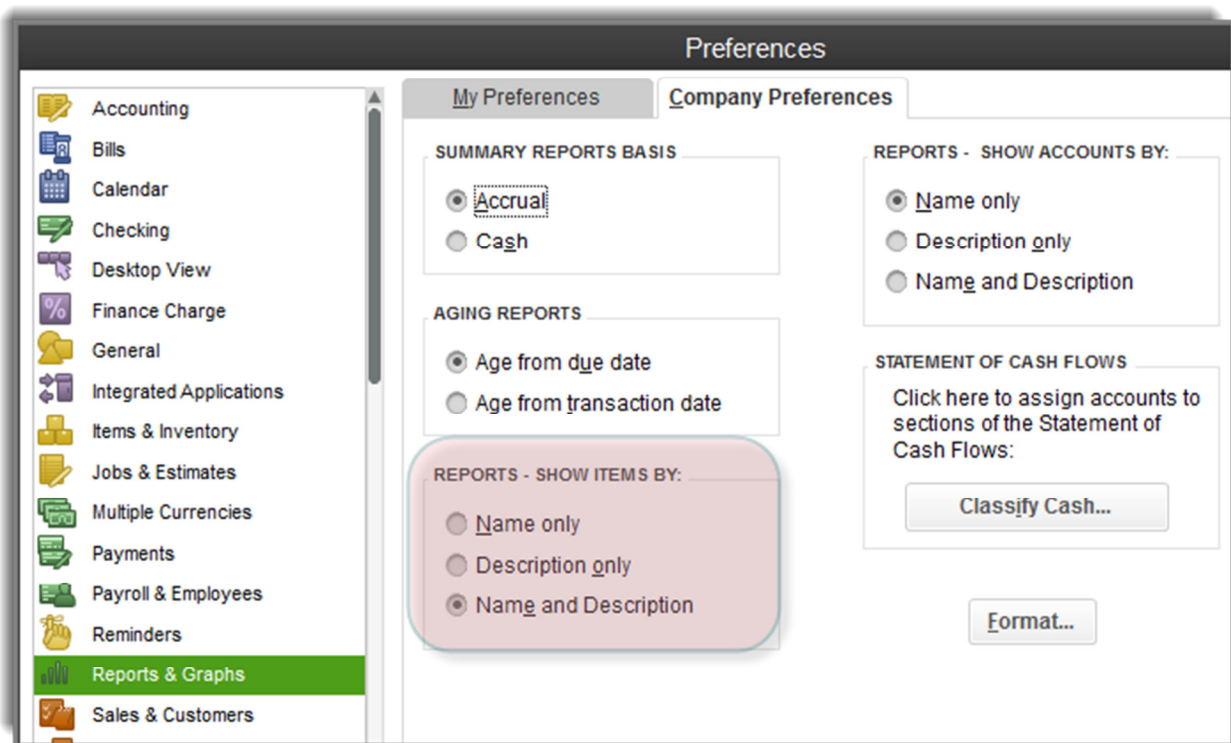 Preferences
Accounting
Bills
Calendar
Checking
Desktop View
Finance Charge
General
Integrated Applications
Items & Inventory
Jobs & Estimates
Multiple Currencies
Payments
Payroll & Employees
Reminders
Reports & Graphs
Sales & Customers
My Preferences
Company Preferences
SUMMARY REPORTS BASIS
Accrual
Cash
AGING REPORTS
Age from due date
Age from transaction date
REPORTS - SHOW ITEMS BY:
Name only
Description only
Name and Description
REPORTS - SHOW ACCOUNTS BY:
Name only
Description only
Name and Description
STATEMENT OF CASH FLOWS
Click here to assign accounts to
sections of the Statement of
Cash Flows:
Classify Cash...
Format...